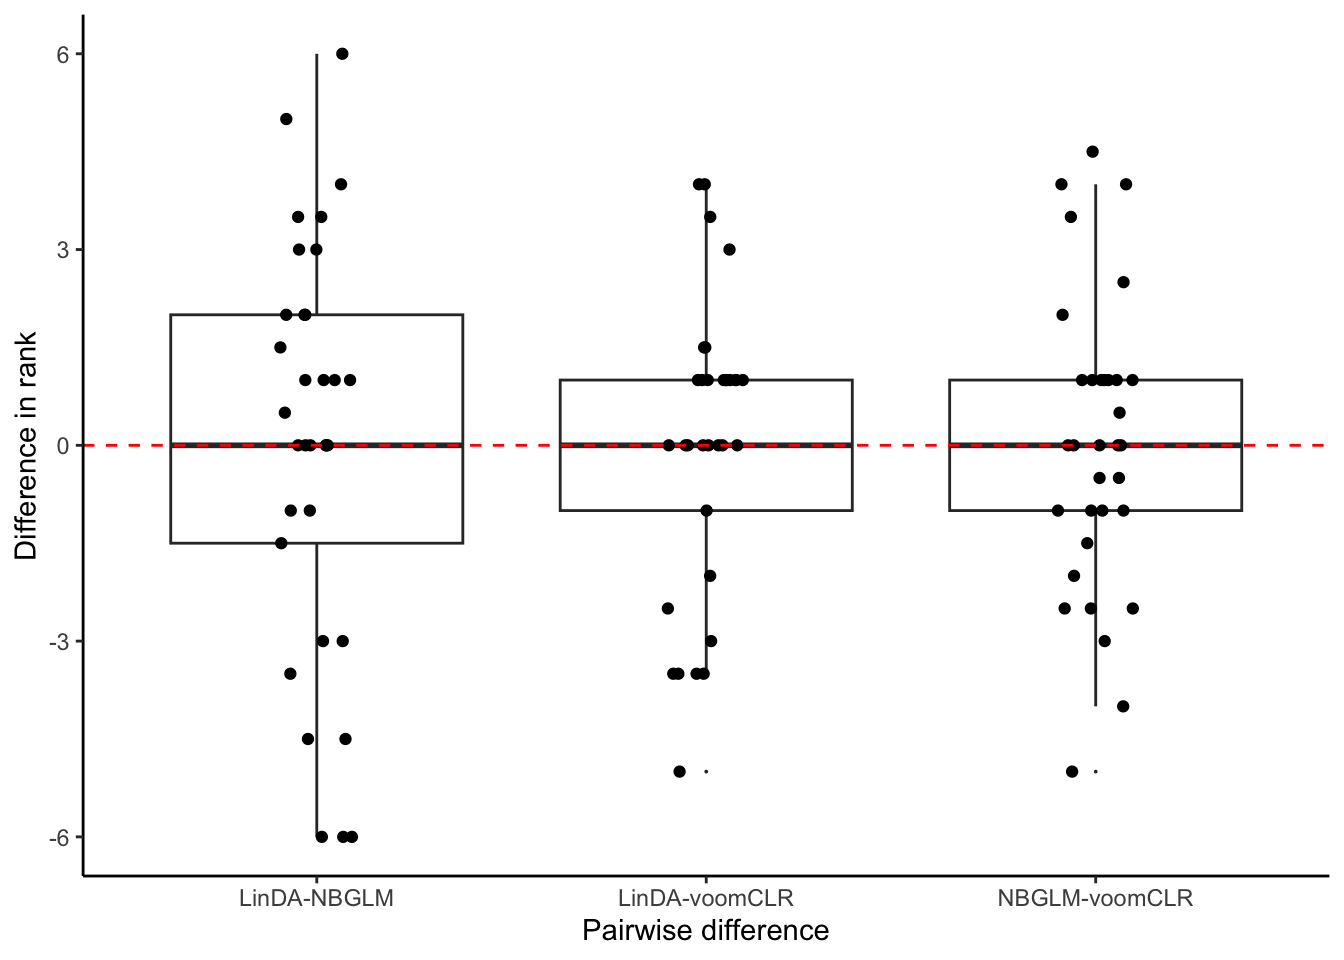 Difference in rank
6
3
0
-3
-6
LinDA-NBGLM
LinDA-voomCLR
NBGLM-voomCLR
Pairwise difference